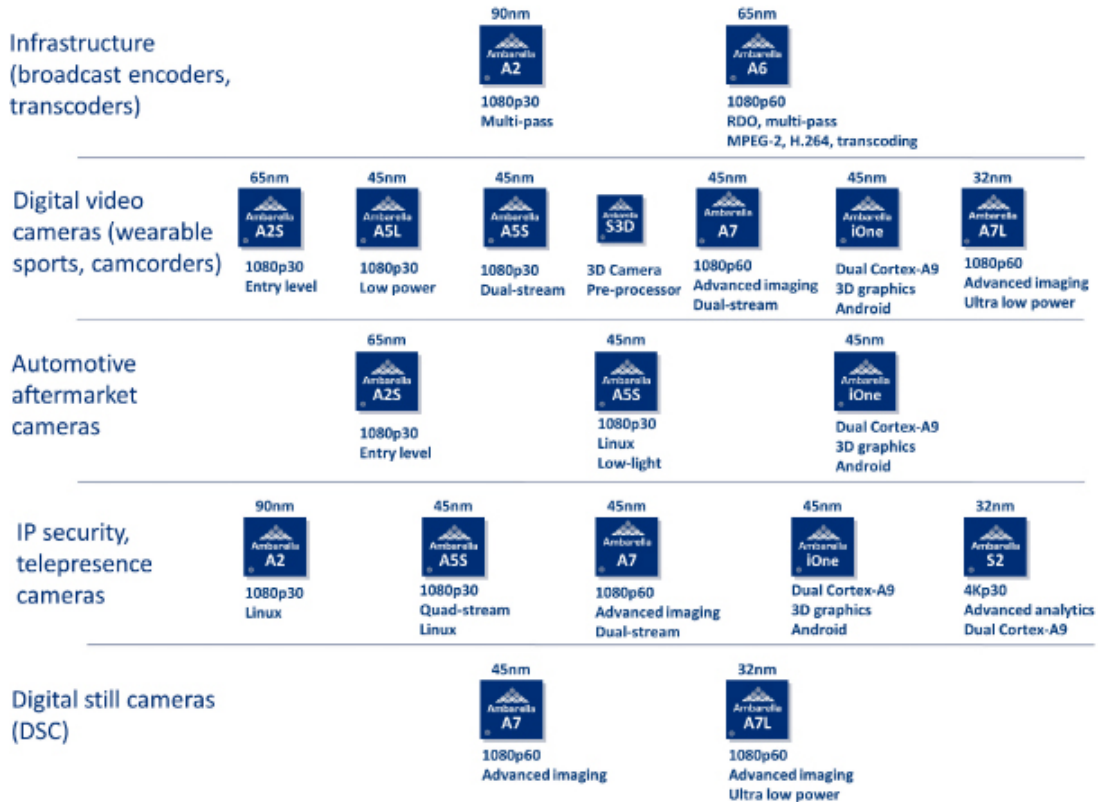 Infrastructure
(broadcast encoders,
transcoders)
90nm
Ambarella
A2
1080p30
Multi-pass
65nm
Ambarella
A6
1080p60
RDO, multi-pass
MPEG-2, H.264, transcoding
Digital video
cameras (wearable
sports, camcorders)
65nm
Ambarella
A2S
1080p30
Entry level
45nm
Ambarella
A5L
1080p30
Low power
45nm
Ambarella
A5S
1080p30
Dual-stream
Ambarella
S3D
3D Camera
Pre-processor
45nm
Ambarella
A7
1080p60
Advanced imaging
Dual-stream
45nm
Ambarella
iOne
Dual Cortex-A9
3D graphics
Android
32nm
Ambarella
A7L
1080p60
Advanced imaging
Ultra low power
Automotive
aftermarket
cameras
65nm
Ambarella
A2S
1080p30
Entry level
45nm
Ambarella
A5S
1080p30
Linux
Low-light
45nm
Ambarella
iOne
Dual Cortex-A9
3D graphics
Android
IP security,
telepresence
cameras
90nm
Ambarella
A2
1080p30
Linux
45nm
Ambarella
A5S
1080p30
Quad-stream
Linux
45nm
Ambarella
A7
1080p60
Advanced imaging
Dual-stream
45nm
Ambarella
iOne
Dual Cortex-A9
3D graphics
Android
32nm
Ambarella
S2
4Kp30
Advanced analytics
Dual Cortex-A9
Digital still cameras
(DSC)
45nm
Ambarella
A7
1080p60
Advanced imaging
32nm
Ambarella
A7L
1080p60
Advanced imaging
Ultra low power